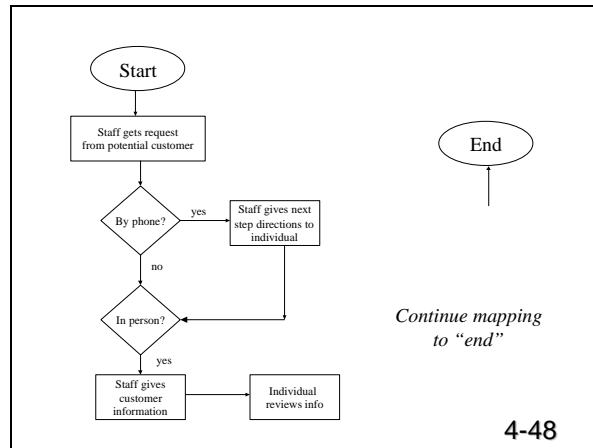 Start
Staff gets request
from potential customer
By phone?
yes
Staff gives next
step directions to
individual
no
In person?
yes
Staff gives
customer
information
Individual
reviews info
End
Continue mapping
to “end”
4-48